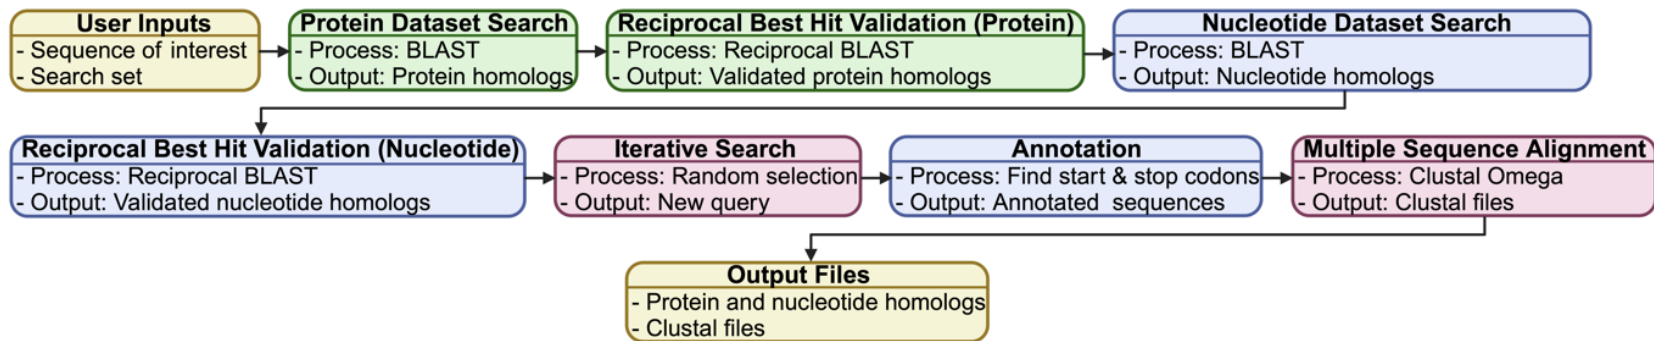 User Inputs
- Sequence of interest
- Search set
Protein Dataset Search
- Process: BLAST
- Output: Protein homologs
Reciprocal Best Hit Validation (Protein)
- Process: Reciprocal BLAST
- Output: Validated protein homologs
Nucleotide Dataset Search
- Process: BLAST
- Output: Nucleotide homologs
Reciprocal Best Hit Validation (Nucleotide)
- Process: Reciprocal BLAST
- Output: Validated nucleotide homologs
Iterative Search
- Process: Random selection
- Output: New query
Annotation
- Process: Find start & stop codons
- Output: Annotated sequences
Multiple Sequence Alignment
- Process: Clustal Omega
- Output: Clustal files
Output Files
- Protein and nucleotide homologs
- Clustal files